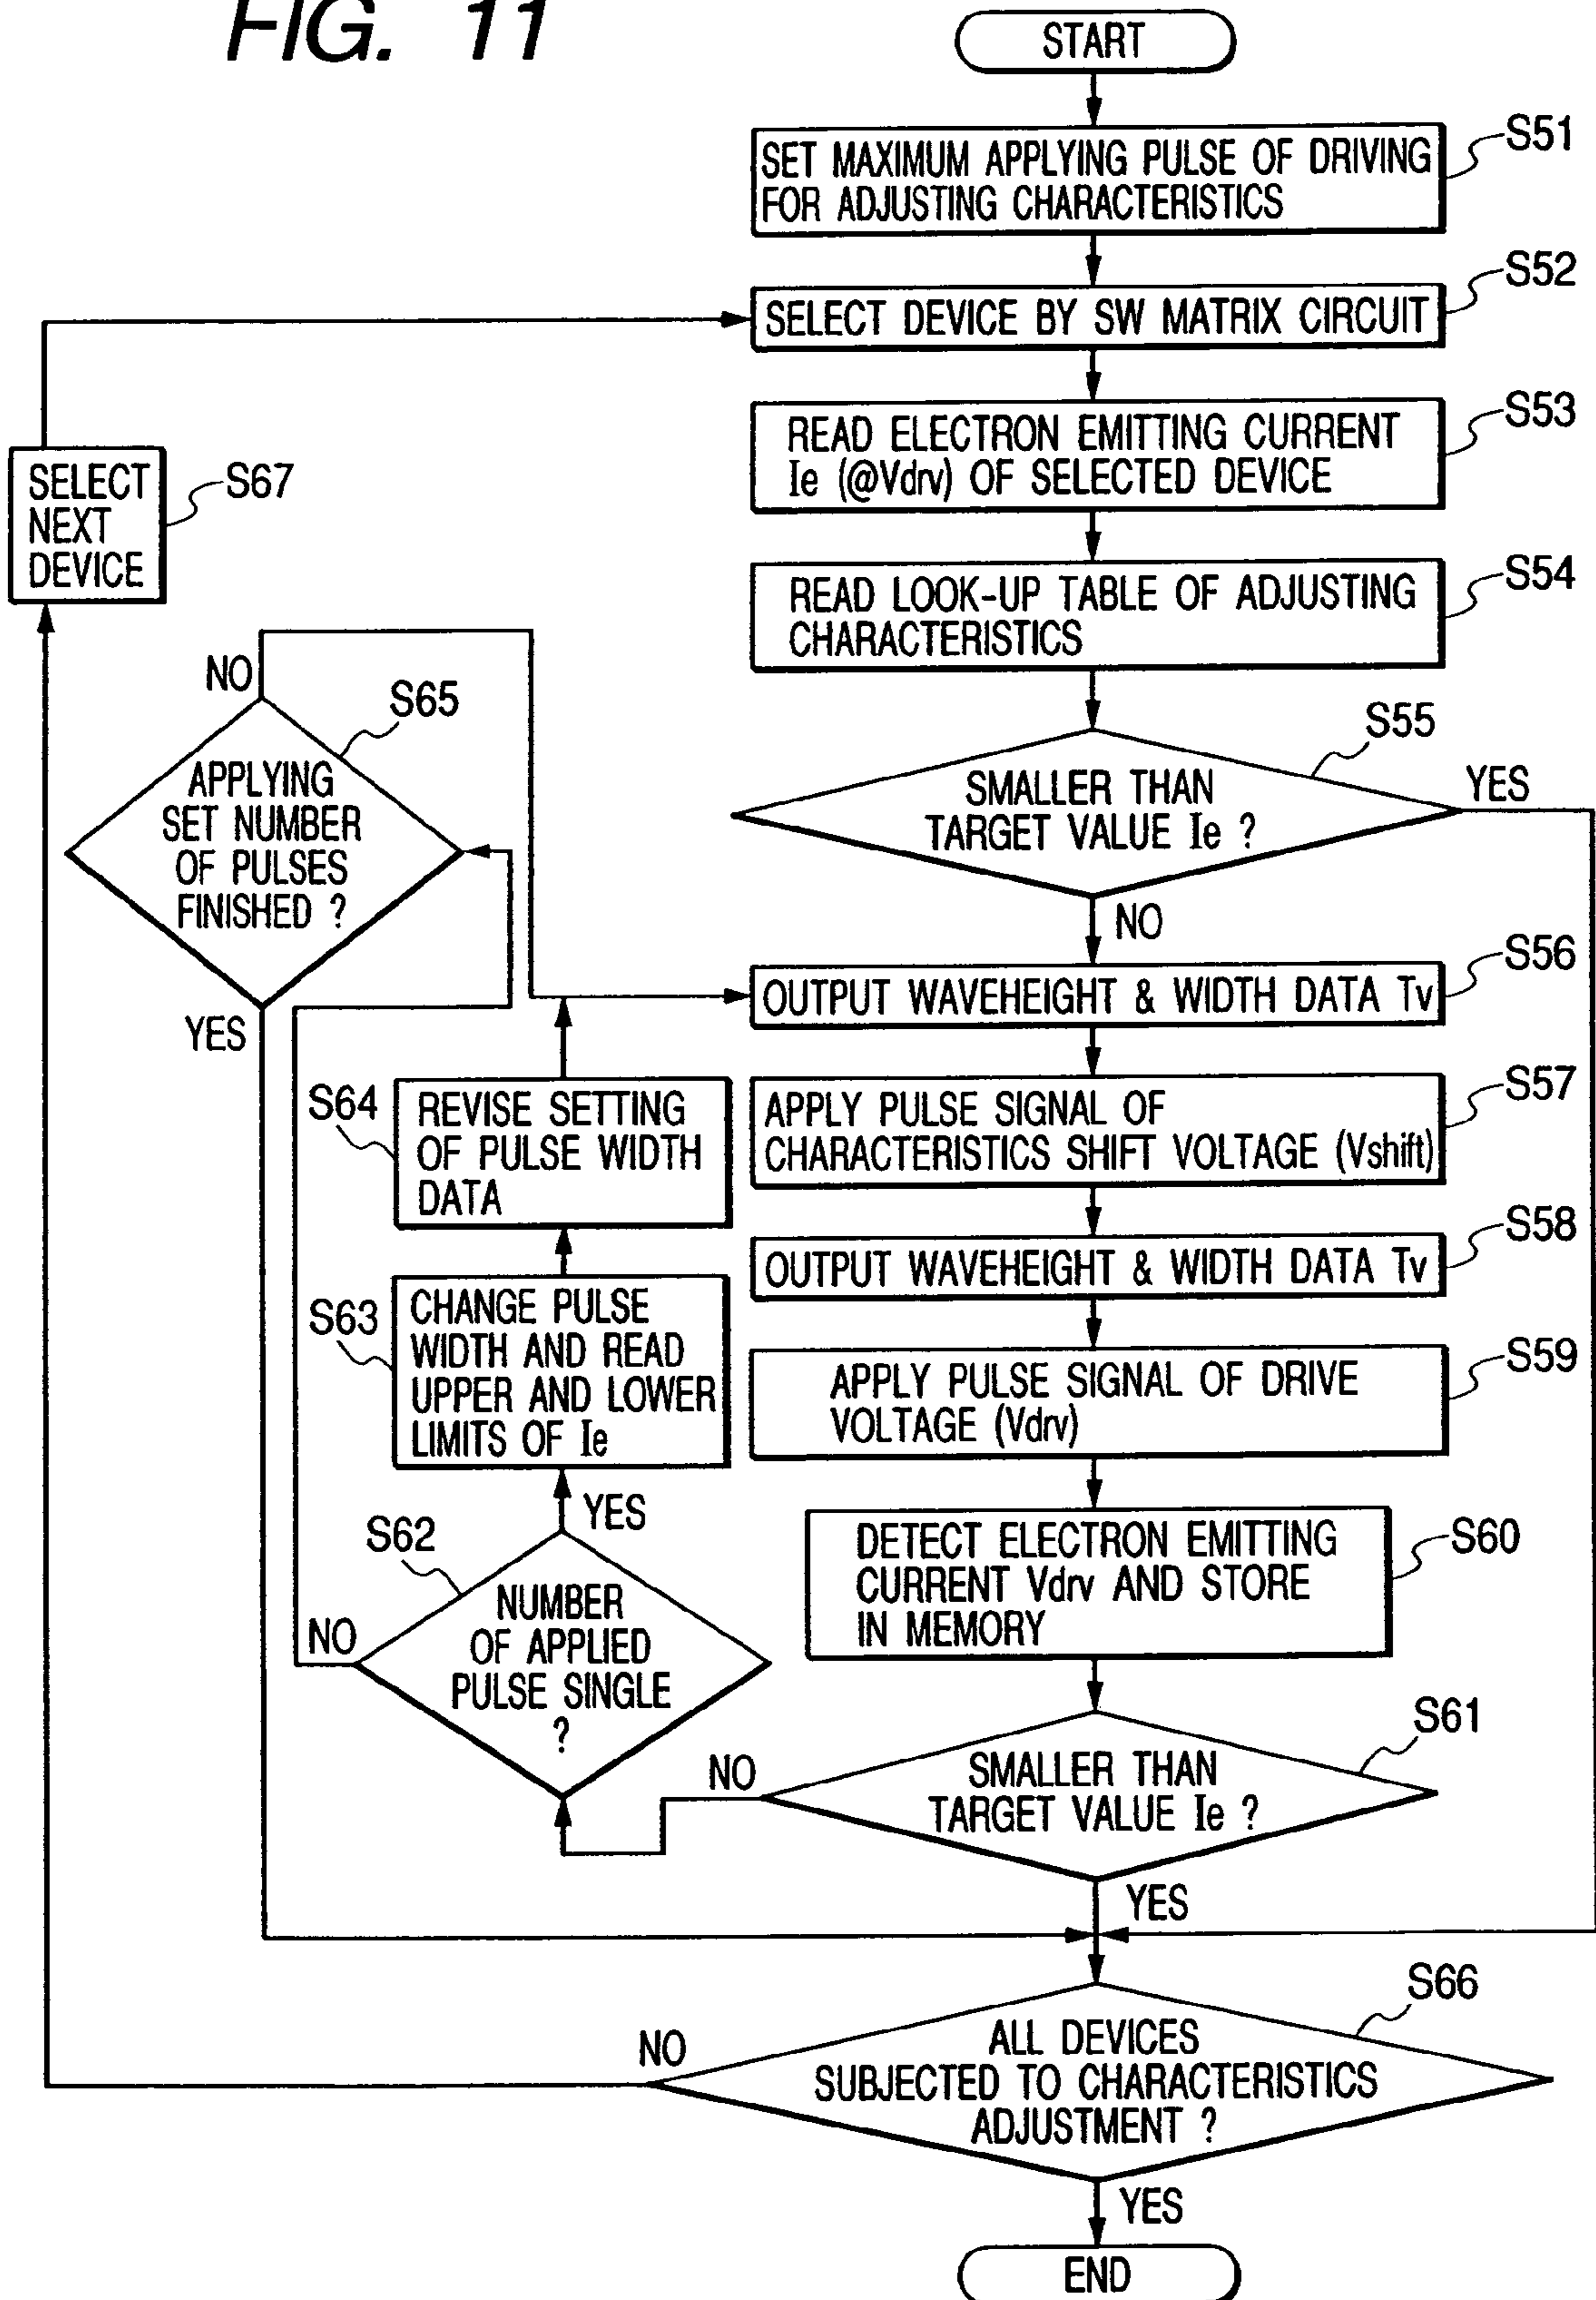 FIG. 11
START
SET MAXIMUM APPLYING PULSE OF DRIVING
FOR ADJUSTING CHARACTERISTICS
S51
SELECT DEVICE BY SW MATRIX CIRCUIT
S52
READ ELECTRON EMITTING CURRENT
Ie (@Vdrv) OF SELECTED DEVICE
S53
SELECT
NEXT
DEVICE
S67
READ LOOK-UP TABLE OF ADJUSTING
CHARACTERISTICS
S54
NO
S65
APPLYING
SET NUMBER
OF PULSES
FINISHED ?
YES
S55
SMALLER THAN
TARGET VALUE Ie ?
YES
NO
OUTPUT WAVEHEIGHT & WIDTH DATA Tv
S56
S64
REVISE SETTING
OF PULSE WIDTH
DATA
APPLY PULSE SIGNAL OF
CHARACTERISTICS SHIFT VOLTAGE (Vshift)
S57
OUTPUT WAVEHEIGHT & WIDTH DATA Tv
S58
S63
CHANGE PULSE
WIDTH AND READ
UPPER AND LOWER
LIMITS OF Ie
APPLY PULSE SIGNAL OF DRIVE
VOLTAGE (Vdrv)
S59
YES
S62
NUMBER
OF APPLIED
PULSE SINGLE
?
NO
DETECT ELECTRON EMITTING
CURRENT Vdrv AND STORE
IN MEMORY
S60
S61
NO
SMALLER THAN
TARGET VALUE Ie ?
YES
S66
NO
ALL DEVICES
SUBJECTED TO CHARACTERISTICS
ADJUSTMENT ?
YES
END